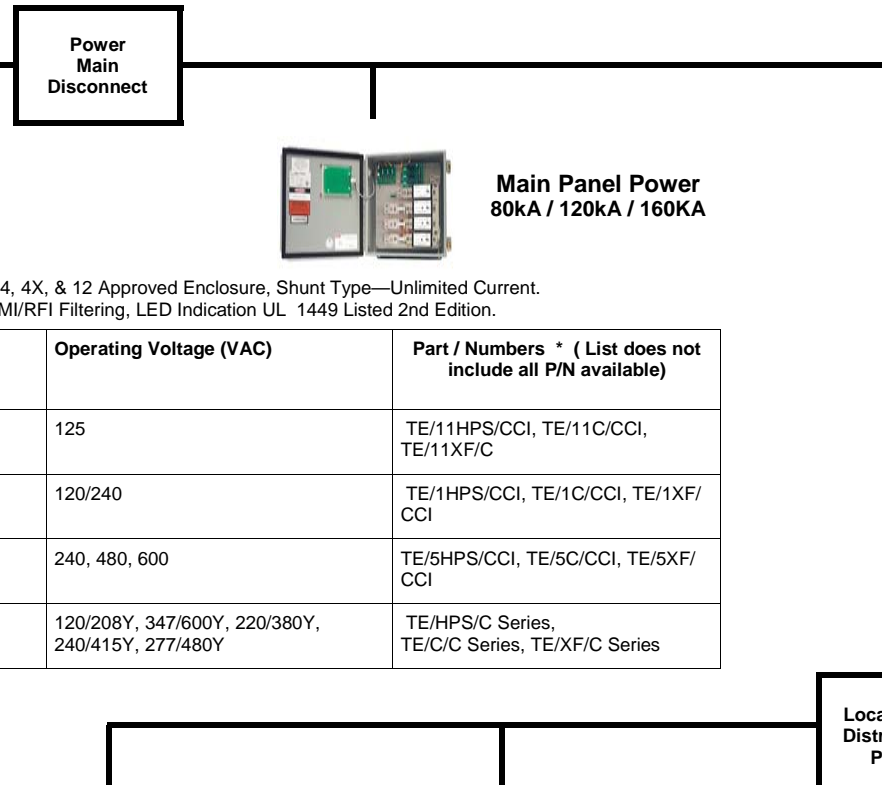 Power
Main
Disconnect
Main Panel Power
80kA / 120kA / 160KA
4, 4X, & 12 Approved Enclosure, Shunt Type—Unlimited Current.
MI/RFI Filtering, LED Indication UL  1449 Listed 2nd Edition.
Operating Voltage (VAC)
Part / Numbers  *  ( List does not
include all P/N available)
125
TE/11HPS/CCI, TE/11C/CCI,
TE/11XF/C
120/240
TE/1HPS/CCI, TE/1C/CCI, TE/1XF/
CCI
240, 480, 600
TE/5HPS/CCI, TE/5C/CCI, TE/5XF/
CCI
120/208Y, 347/600Y, 220/380Y,
240/415Y, 277/480Y
TE/HPS/C Series,
TE/C/C Series, TE/XF/C Series
Loca
Distr
P